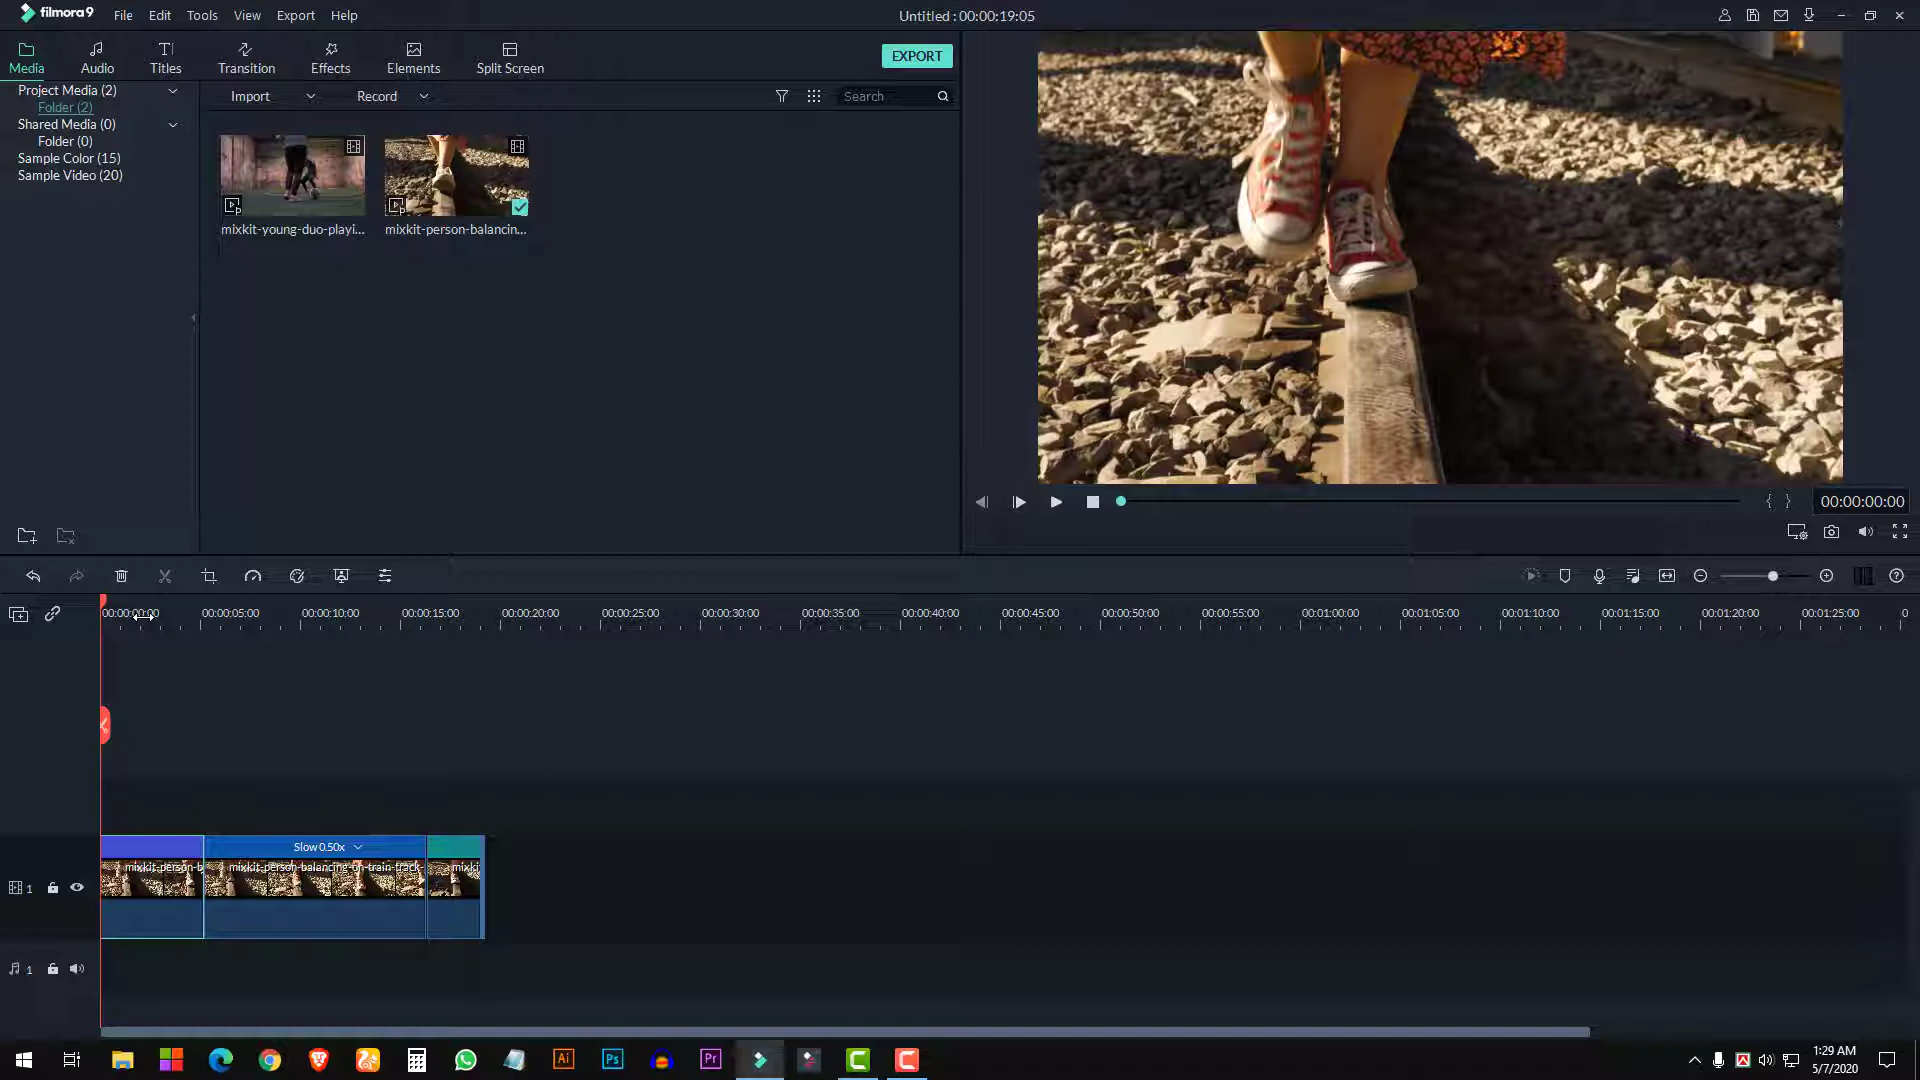 filmora9
File
Edit
Tools
View
Export
Help
Untitled : 00:00:19:05
Media
Audio
Titles
Transition
Effects
Elements
Split Screen
EXPORT
Project Media (2)
Folder (2)
Shared Media (0)
Folder (0)
Sample Color (15)
Sample Video (20)
Import
Record
Search
mixkit-young-duo-playi...
mixkit-person-balancin...
00:00:00:00
00:00:00:00
00:00:05:00
00:00:10:00
00:00:15:00
00:00:20:00
00:00:25:00
00:00:30:00
00:00:35:00
00:00:40:00
00:00:45:00
00:00:50:00
00:00:55:00
00:01:00:00
00:01:05:00
00:01:10:00
00:01:15:00
00:01:20:00
00:01:25:00
0
Slow 0.50x
mixkit-person-b
mixkit-person-balancing-on-train-track-
mixki
1
1
Ai
Ps
Pr
1:29 AM
5/7/2020